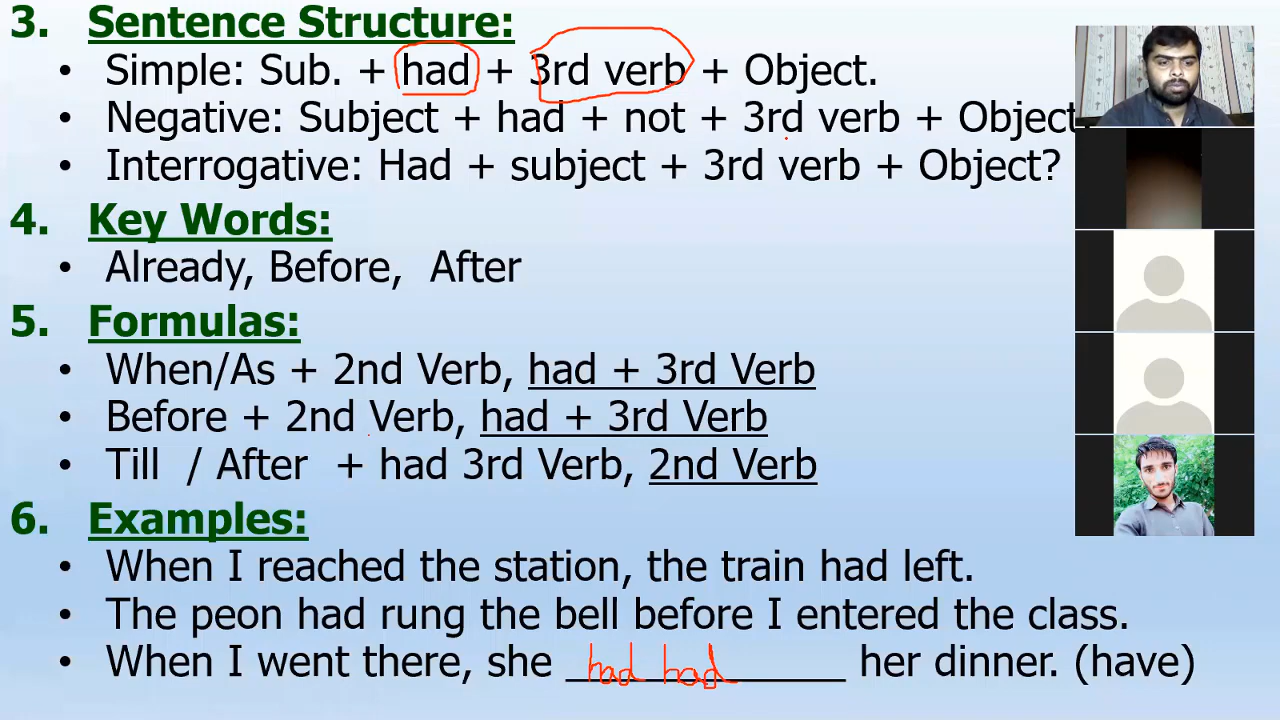 3. Sentence Structure:
• Simple: Sub. + had + 3rd verb + Object.
• Negative: Subject + had + not + 3rd verb + Object.
• Interrogative: Had + subject + 3rd verb + Object?
4. Key Words:
• Already, Before, After
5. Formulas:
• When/As + 2nd Verb, had + 3rd Verb
• Before + 2nd Verb, had + 3rd Verb
• Till / After + had 3rd Verb, 2nd Verb
6. Examples:
• When I reached the station, the train had left.
• The peon had rung the bell before I entered the class.
• When I went there, she had had her dinner. (have)